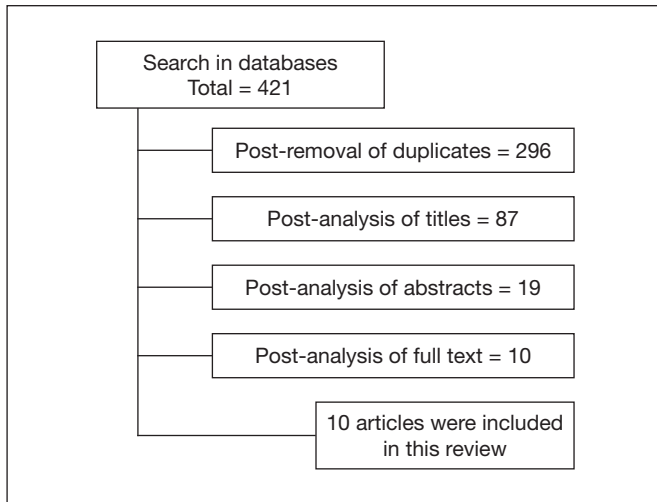 Search in databases
Total = 421
Post-removal of duplicates = 296
Post-analysis of titles = 87
Post-analysis of abstracts = 19
Post-analysis of full text = 10
10 articles were included
in this review